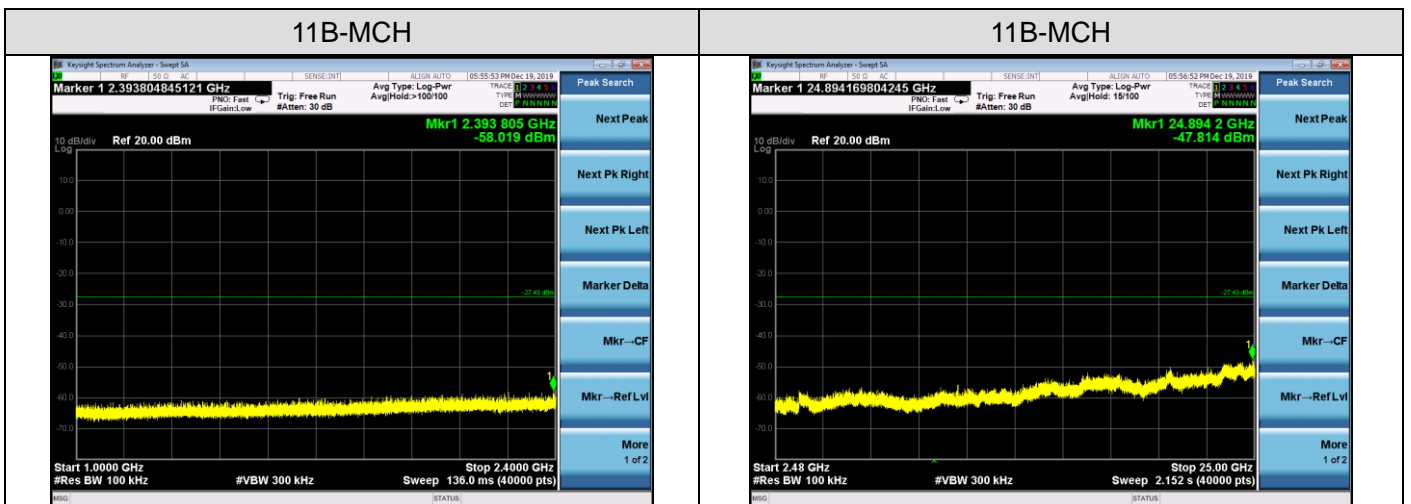 11B-MCH
Keysight Spectrum Analyzer - Swept SA
RF 50 Ω AC SENSE:INT ALIGN AUTO 05:55:53 PM Dec 19, 2019
Marker 1 2.393804845121 GHz
PNO: Fast
IFGain:Low
Trig: Free Run
#Atten: 30 dB
Avg Type: Log-Pwr
Avg|Hold:>100/100
TRACE 1 2 3 4 5 6
TYPE M WWWWW
DET P N N N N N
Mkr1 2.393 805 GHz
-58.019 dBm
10 dB/div Ref 20.00 dBm
Log
10.0
0.00
-10.0
-20.0
-27.49 dBm
-30.0
-40.0
-50.0
1
-60.0
-70.0
Start 1.0000 GHz Stop 2.4000 GHz
#Res BW 100 kHz #VBW 300 kHz Sweep 136.0 ms (40000 pts)
MSG STATUS
Peak Search
Next Peak
Next Pk Right
Next Pk Left
Marker Delta
Mkr→CF
Mkr→Ref Lvl
More
1 of 2
11B-MCH
Keysight Spectrum Analyzer - Swept SA
RF 50 Ω AC SENSE:INT ALIGN AUTO 05:56:52 PM Dec 19, 2019
Marker 1 24.894169804245 GHz
PNO: Fast
IFGain:Low
Trig: Free Run
#Atten: 30 dB
Avg Type: Log-Pwr
Avg|Hold: 15/100
TRACE 1 2 3 4 5 6
TYPE M WWWWW
DET P N N N N N
Mkr1 24.894 2 GHz
-47.814 dBm
10 dB/div Ref 20.00 dBm
Log
10.0
0.00
-10.0
-20.0
-27.49 dBm
-30.0
-40.0
1
-50.0
-60.0
-70.0
Start 2.48 GHz Stop 25.00 GHz
#Res BW 100 kHz #VBW 300 kHz Sweep 2.152 s (40000 pts)
MSG STATUS
Peak Search
Next Peak
Next Pk Right
Next Pk Left
Marker Delta
Mkr→CF
Mkr→Ref Lvl
More
1 of 2